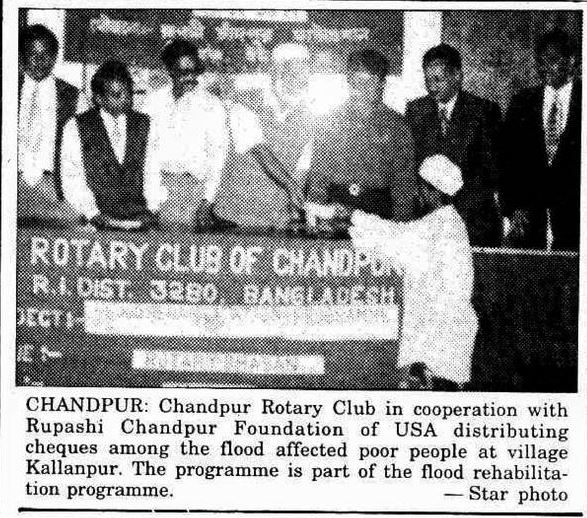 ROTARY CLUB OF CHANDPUR
R. I. DIST. 3280, BANGLADESH
JECT :-
E :-
CHANDPUR: Chandpur Rotary Club in cooperation with
Rupashi Chandpur Foundation of USA distributing
cheques among the flood affected poor people at village
Kallanpur. The programme is part of the flood rehabilita-
tion programme. — Star photo